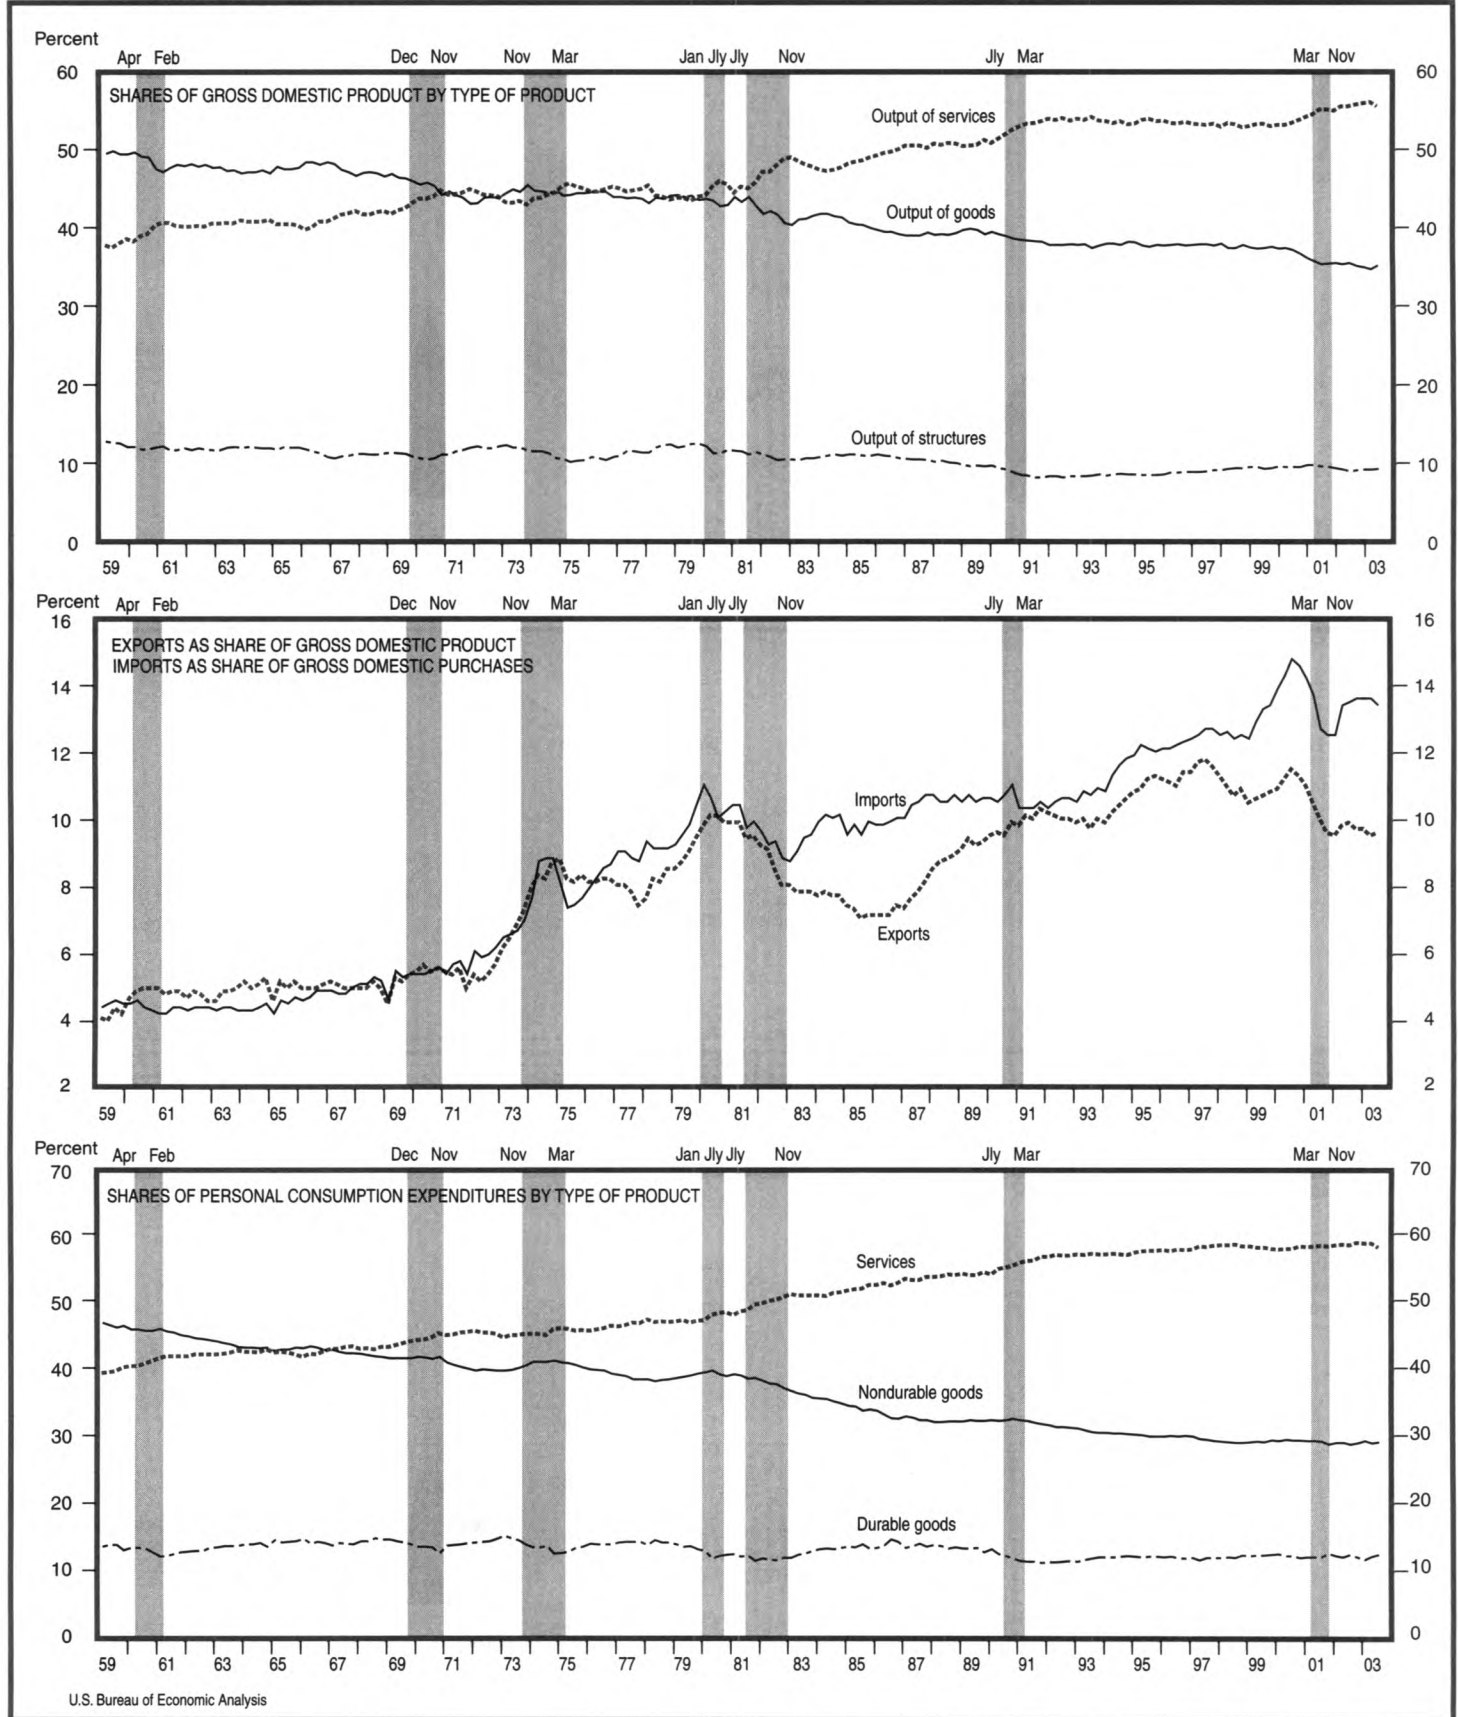 Percent
Apr Feb Dec Nov Nov Mar Jan Jly Jly Nov Jly Mar Mar Nov
60 60
SHARES OF GROSS DOMESTIC PRODUCT BY TYPE OF PRODUCT
Output of services
50 50
Output of goods
40 40
30 30
20 20
Output of structures
10 10
0 0
59 61 63 65 67 69 71 73 75 77 79 81 83 85 87 89 91 93 95 97 99 01 03
Percent Apr Feb Dec Nov Nov Mar Jan Jly Jly Nov Jly Mar Mar Nov
16 16
EXPORTS AS SHARE OF GROSS DOMESTIC PRODUCT
IMPORTS AS SHARE OF GROSS DOMESTIC PURCHASES
14 14
12 12
Imports
10 10
8 8
Exports
6 6
4 4
2 2
59 61 63 65 67 69 71 73 75 77 79 81 83 85 87 89 91 93 95 97 99 01 03
Percent Apr Feb Dec Nov Nov Mar Jan Jly Jly Nov Jly Mar Mar Nov
70 70
SHARES OF PERSONAL CONSUMPTION EXPENDITURES BY TYPE OF PRODUCT
60 60
Services
50 50
40 40
Nondurable goods
30 30
20 20
Durable goods
10 10
0 0
59 61 63 65 67 69 71 73 75 77 79 81 83 85 87 89 91 93 95 97 99 01 03
U.S. Bureau of Economic Analysis